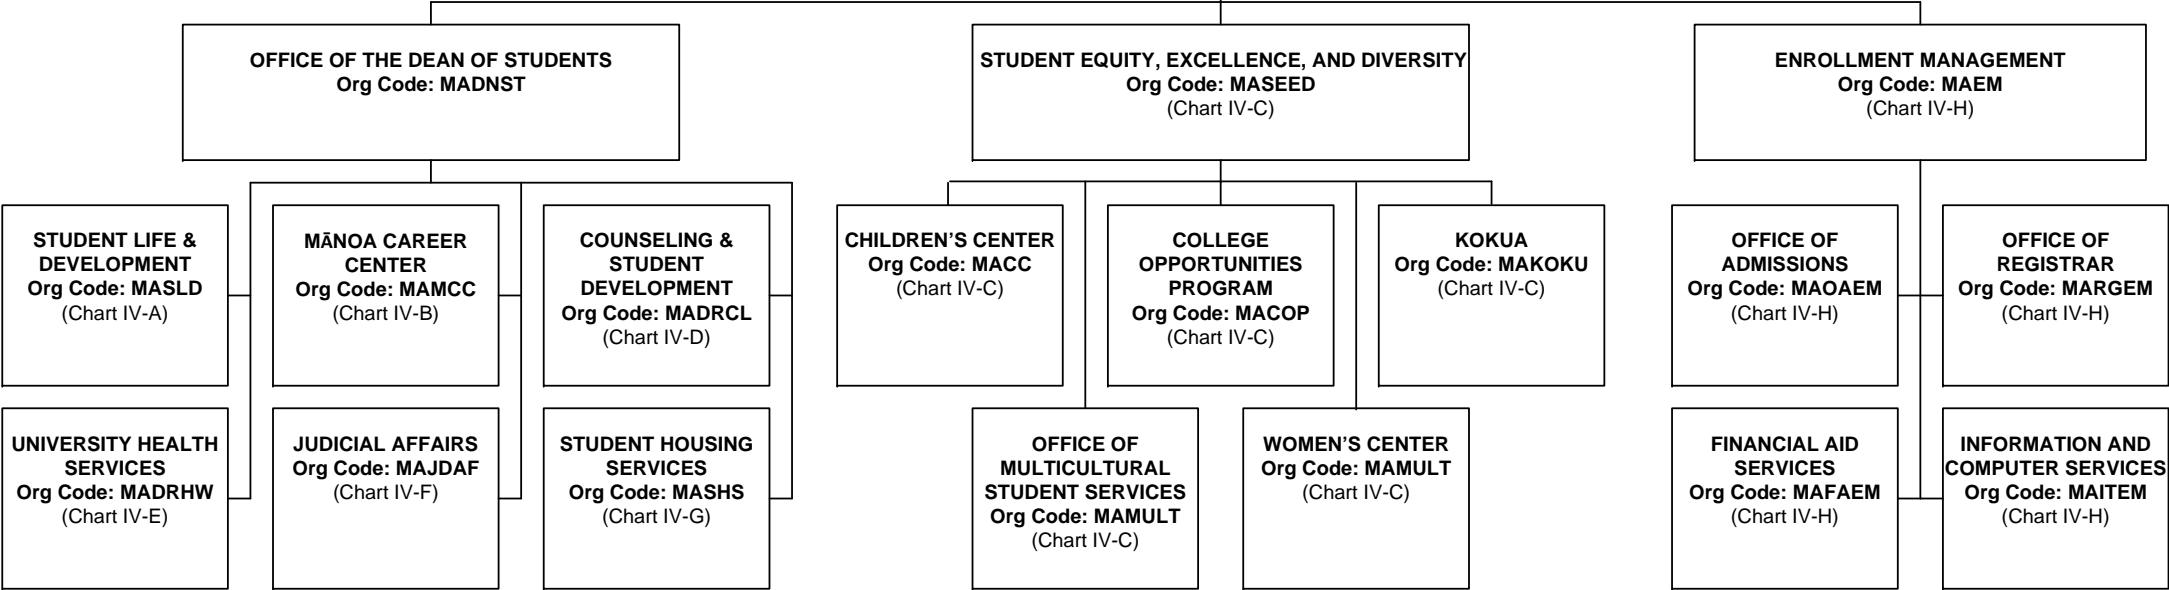 OFFICE OF THE DEAN OF STUDENTS
Org Code: MADNST
STUDENT EQUITY, EXCELLENCE, AND DIVERSITY
Org Code: MASEED
(Chart IV-C)
ENROLLMENT MANAGEMENT
Org Code: MAEM
(Chart IV-H)
STUDENT LIFE &
DEVELOPMENT
Org Code: MASLD
(Chart IV-A)
MĀNOA CAREER
CENTER
Org Code: MAMCC
(Chart IV-B)
COUNSELING &
STUDENT
DEVELOPMENT
Org Code: MADRCL
(Chart IV-D)
CHILDREN’S CENTER
Org Code: MACC
(Chart IV-C)
COLLEGE
OPPORTUNITIES
PROGRAM
Org Code: MACOP
(Chart IV-C)
KOKUA
Org Code: MAKOKU
(Chart IV-C)
OFFICE OF
ADMISSIONS
Org Code: MAOAEM
(Chart IV-H)
OFFICE OF
REGISTRAR
Org Code: MARGEM
(Chart IV-H)
UNIVERSITY HEALTH
SERVICES
Org Code: MADRHW
(Chart IV-E)
JUDICIAL AFFAIRS
Org Code: MAJDAF
(Chart IV-F)
STUDENT HOUSING
SERVICES
Org Code: MASHS
(Chart IV-G)
OFFICE OF
MULTICULTURAL
STUDENT SERVICES
Org Code: MAMULT
(Chart IV-C)
WOMEN’S CENTER
Org Code: MAMULT
(Chart IV-C)
FINANCIAL AID
SERVICES
Org Code: MAFAEM
(Chart IV-H)
INFORMATION AND
COMPUTER SERVICES
Org Code: MAITEM
(Chart IV-H)